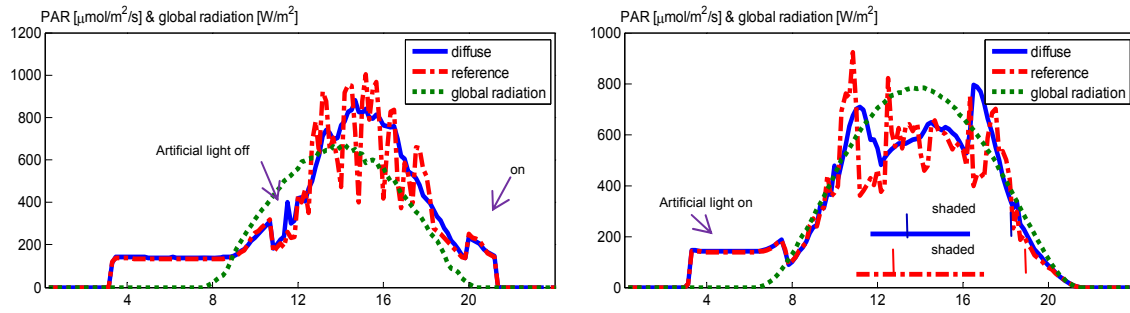 PAR [μmol/m²/s] & global radiation [W/m²]
1200
1000
800
600
400
200
0
4
8
12
16
20
diffuse
reference
global radiation
Artificial light off
on
PAR [μmol/m²/s] & global radiation [W/m²]
1000
800
600
400
200
0
4
8
12
16
20
diffuse
reference
global radiation
Artificial light on
shaded
shaded